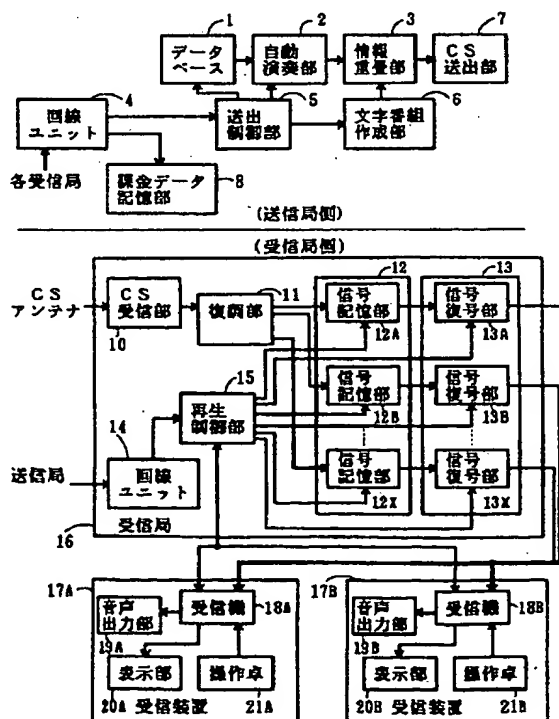 1
データ
ベース
2
自動
演奏部
3
情報
重畳部
7
CS
送出部
4
回線
ユニット
5
送出
制御部
6
文字番組
作成部
各受信局
課金データ
記憶部
8
(送信局側)
(受信局側)
CS
アンテナ
CS
受信部
10
復調部
11
12
信号
記憶部
12A
信号
記憶部
12B
信号
記憶部
12X
13
信号
復号部
13A
信号
復号部
13B
信号
復号部
13X
15
再生
制御部
14
送信局
回線
ユニット
16
受信局
17A
受信機
18A
音声
出力部
19A
表示部
20A
操作卓
21A
受信装置
17B
受信機
18B
音声
出力部
19B
表示部
20B
操作卓
21B
受信装置